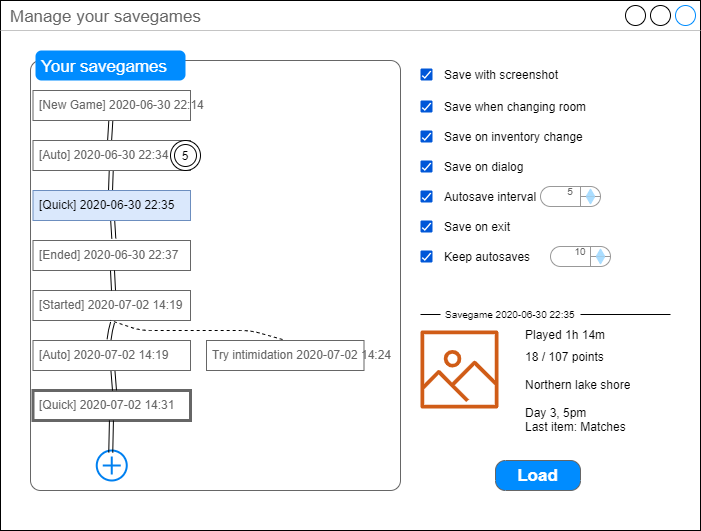 Manage your savegames
Your savegames
[New Game] 2020-06-30 22:14
[Auto] 2020-06-30 22:34
5
[Quick] 2020-06-30 22:35
[Ended] 2020-06-30 22:37
[Started] 2020-07-02 14:19
[Auto] 2020-07-02 14:19
Try intimidation 2020-07-02 14:24
[Quick] 2020-07-02 14:31
Save with screenshot
Save when changing room
Save on inventory change
Save on dialog
Autosave interval 5
Save on exit
Keep autosaves 10
Savegame 2020-06-30 22:35
Played 1h 14m
18 / 107 points
Northern lake shore
Day 3, 5pm
Last item: Matches
Load